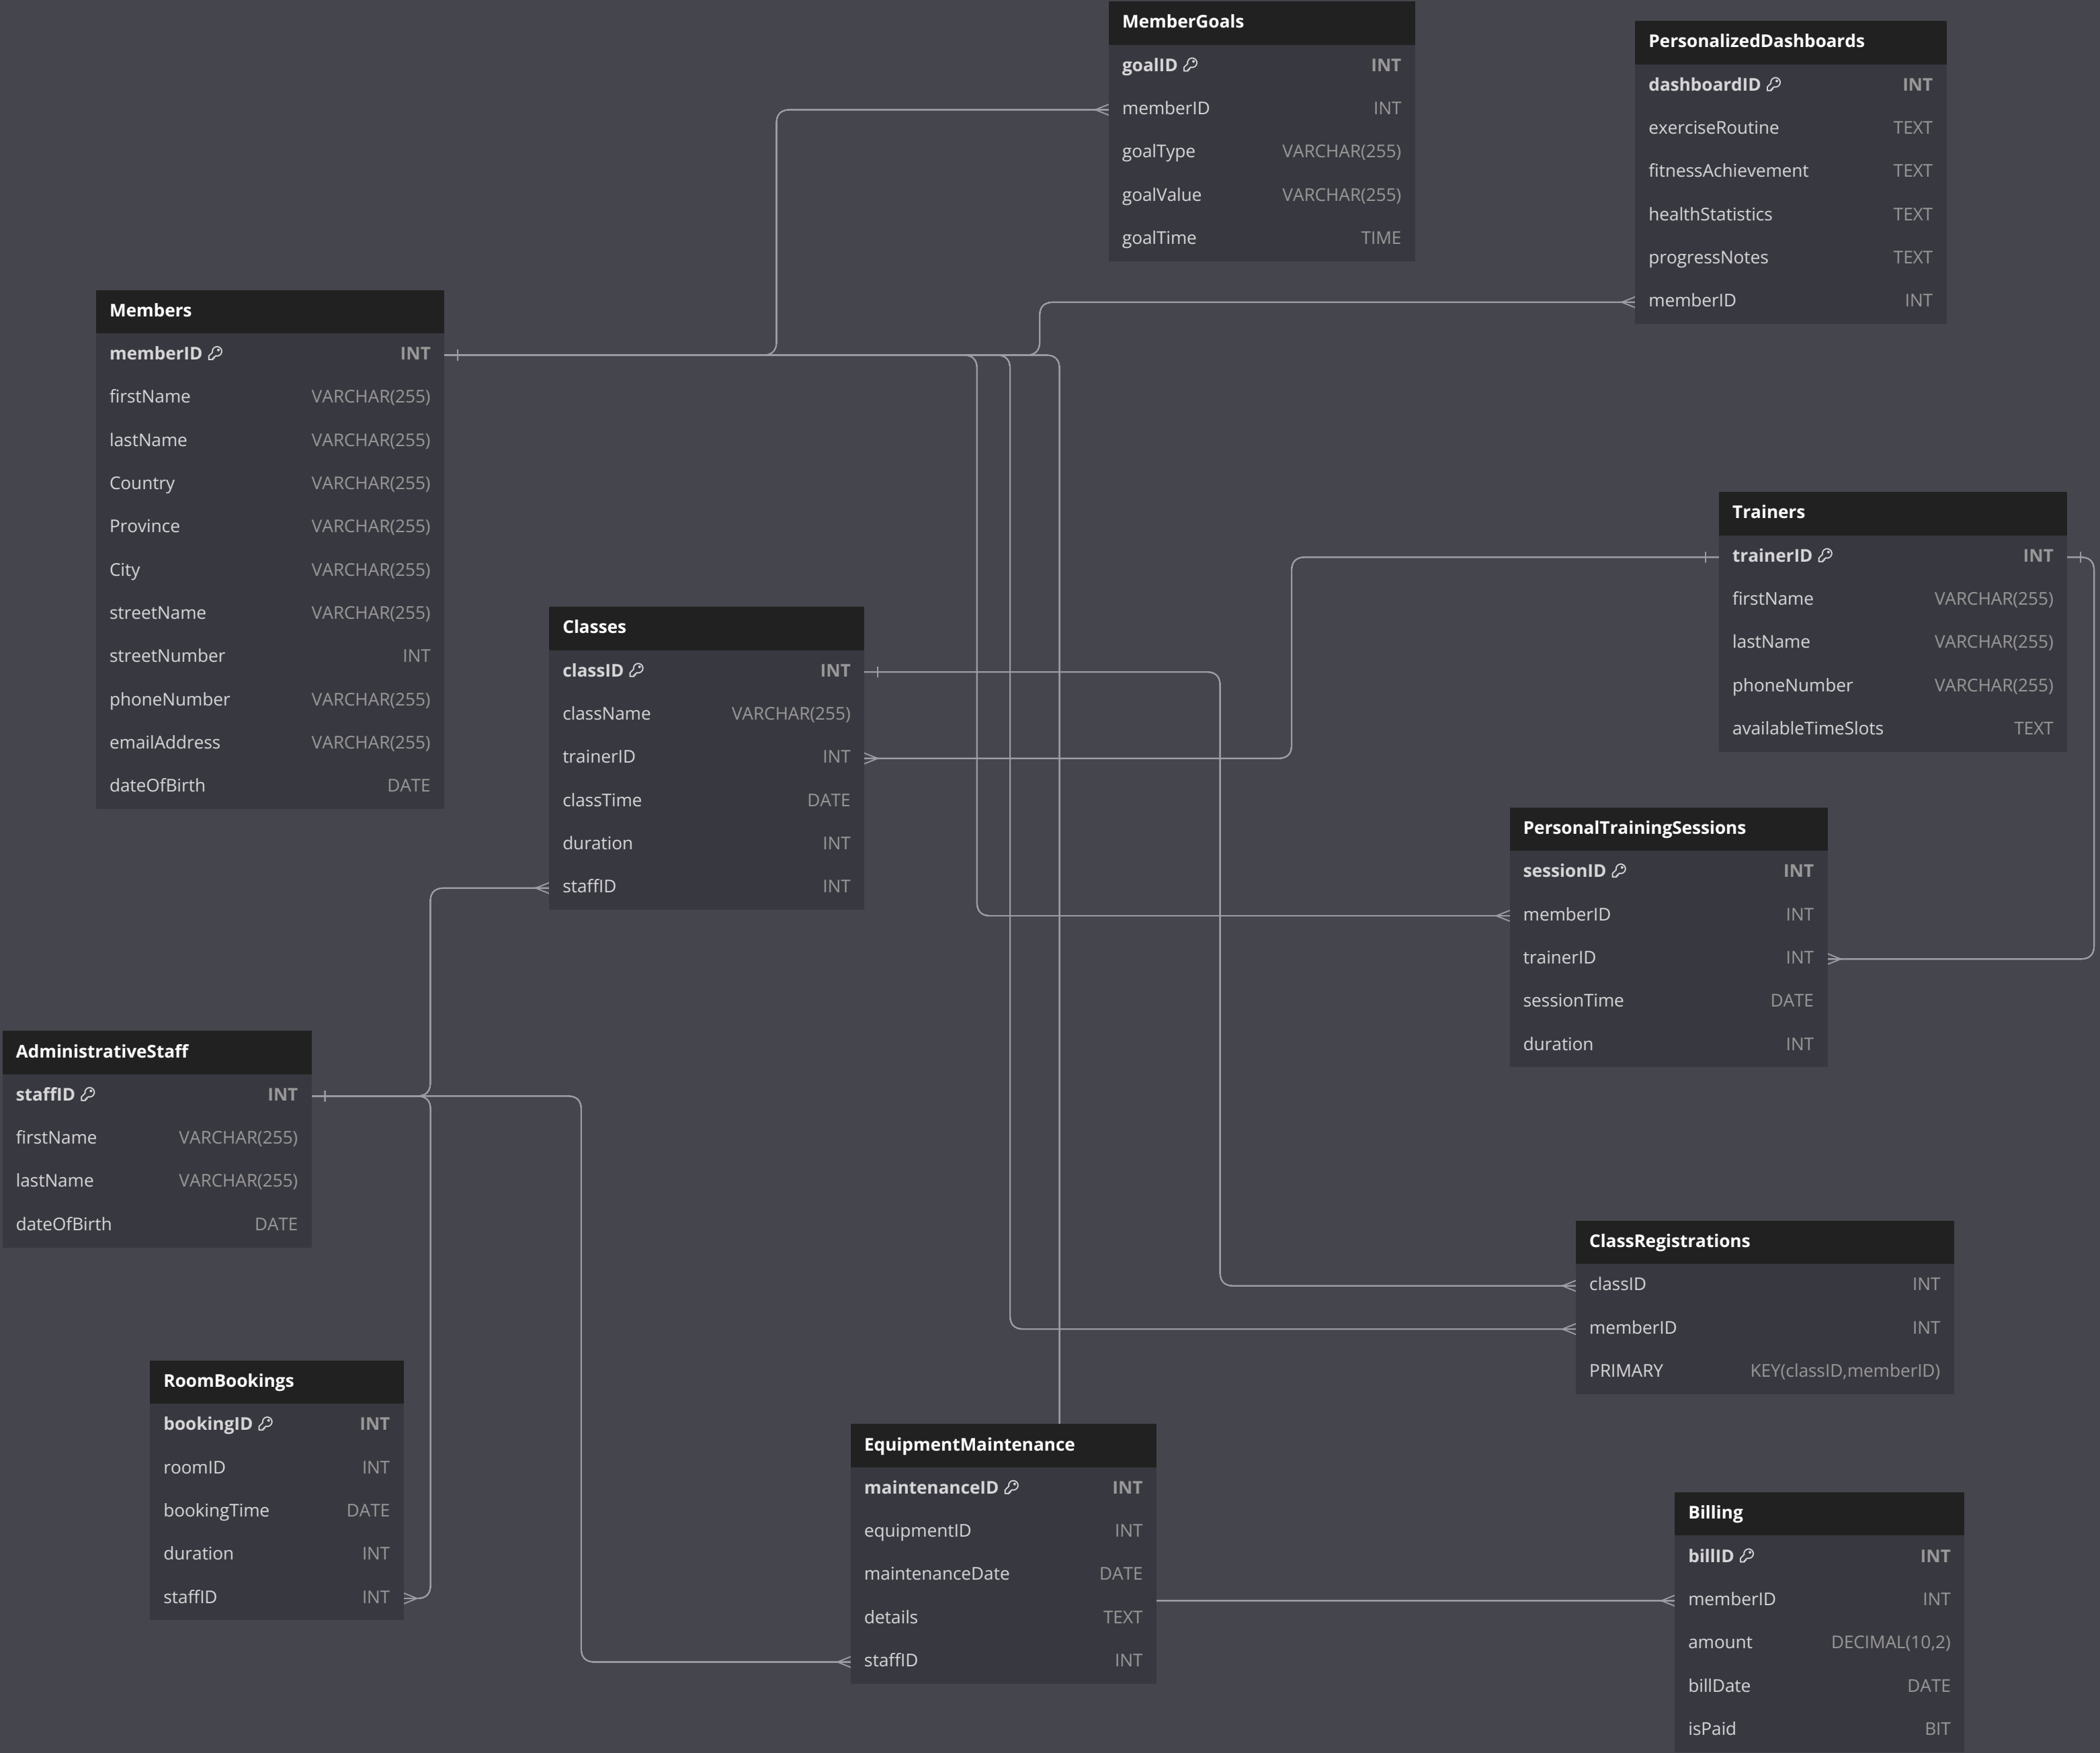 MemberGoals
goalID INT
memberID INT
goalType VARCHAR(255)
goalValue VARCHAR(255)
goalTime TIME
PersonalizedDashboards
dashboardID INT
exerciseRoutine TEXT
fitnessAchievement TEXT
healthStatistics TEXT
progressNotes TEXT
memberID INT
Members
memberID INT
firstName VARCHAR(255)
lastName VARCHAR(255)
Country VARCHAR(255)
Province VARCHAR(255)
City VARCHAR(255)
streetName VARCHAR(255)
streetNumber INT
phoneNumber VARCHAR(255)
emailAddress VARCHAR(255)
dateOfBirth DATE
Trainers
trainerID INT
firstName VARCHAR(255)
lastName VARCHAR(255)
phoneNumber VARCHAR(255)
availableTimeSlots TEXT
Classes
classID INT
className VARCHAR(255)
trainerID INT
classTime DATE
duration INT
staffID INT
PersonalTrainingSessions
sessionID INT
memberID INT
trainerID INT
sessionTime DATE
duration INT
AdministrativeStaff
staffID INT
firstName VARCHAR(255)
lastName VARCHAR(255)
dateOfBirth DATE
ClassRegistrations
classID INT
memberID INT
PRIMARY KEY(classID,memberID)
RoomBookings
bookingID INT
roomID INT
bookingTime DATE
duration INT
staffID INT
EquipmentMaintenance
maintenanceID INT
equipmentID INT
maintenanceDate DATE
details TEXT
staffID INT
Billing
billID INT
memberID INT
amount DECIMAL(10,2)
billDate DATE
isPaid BIT